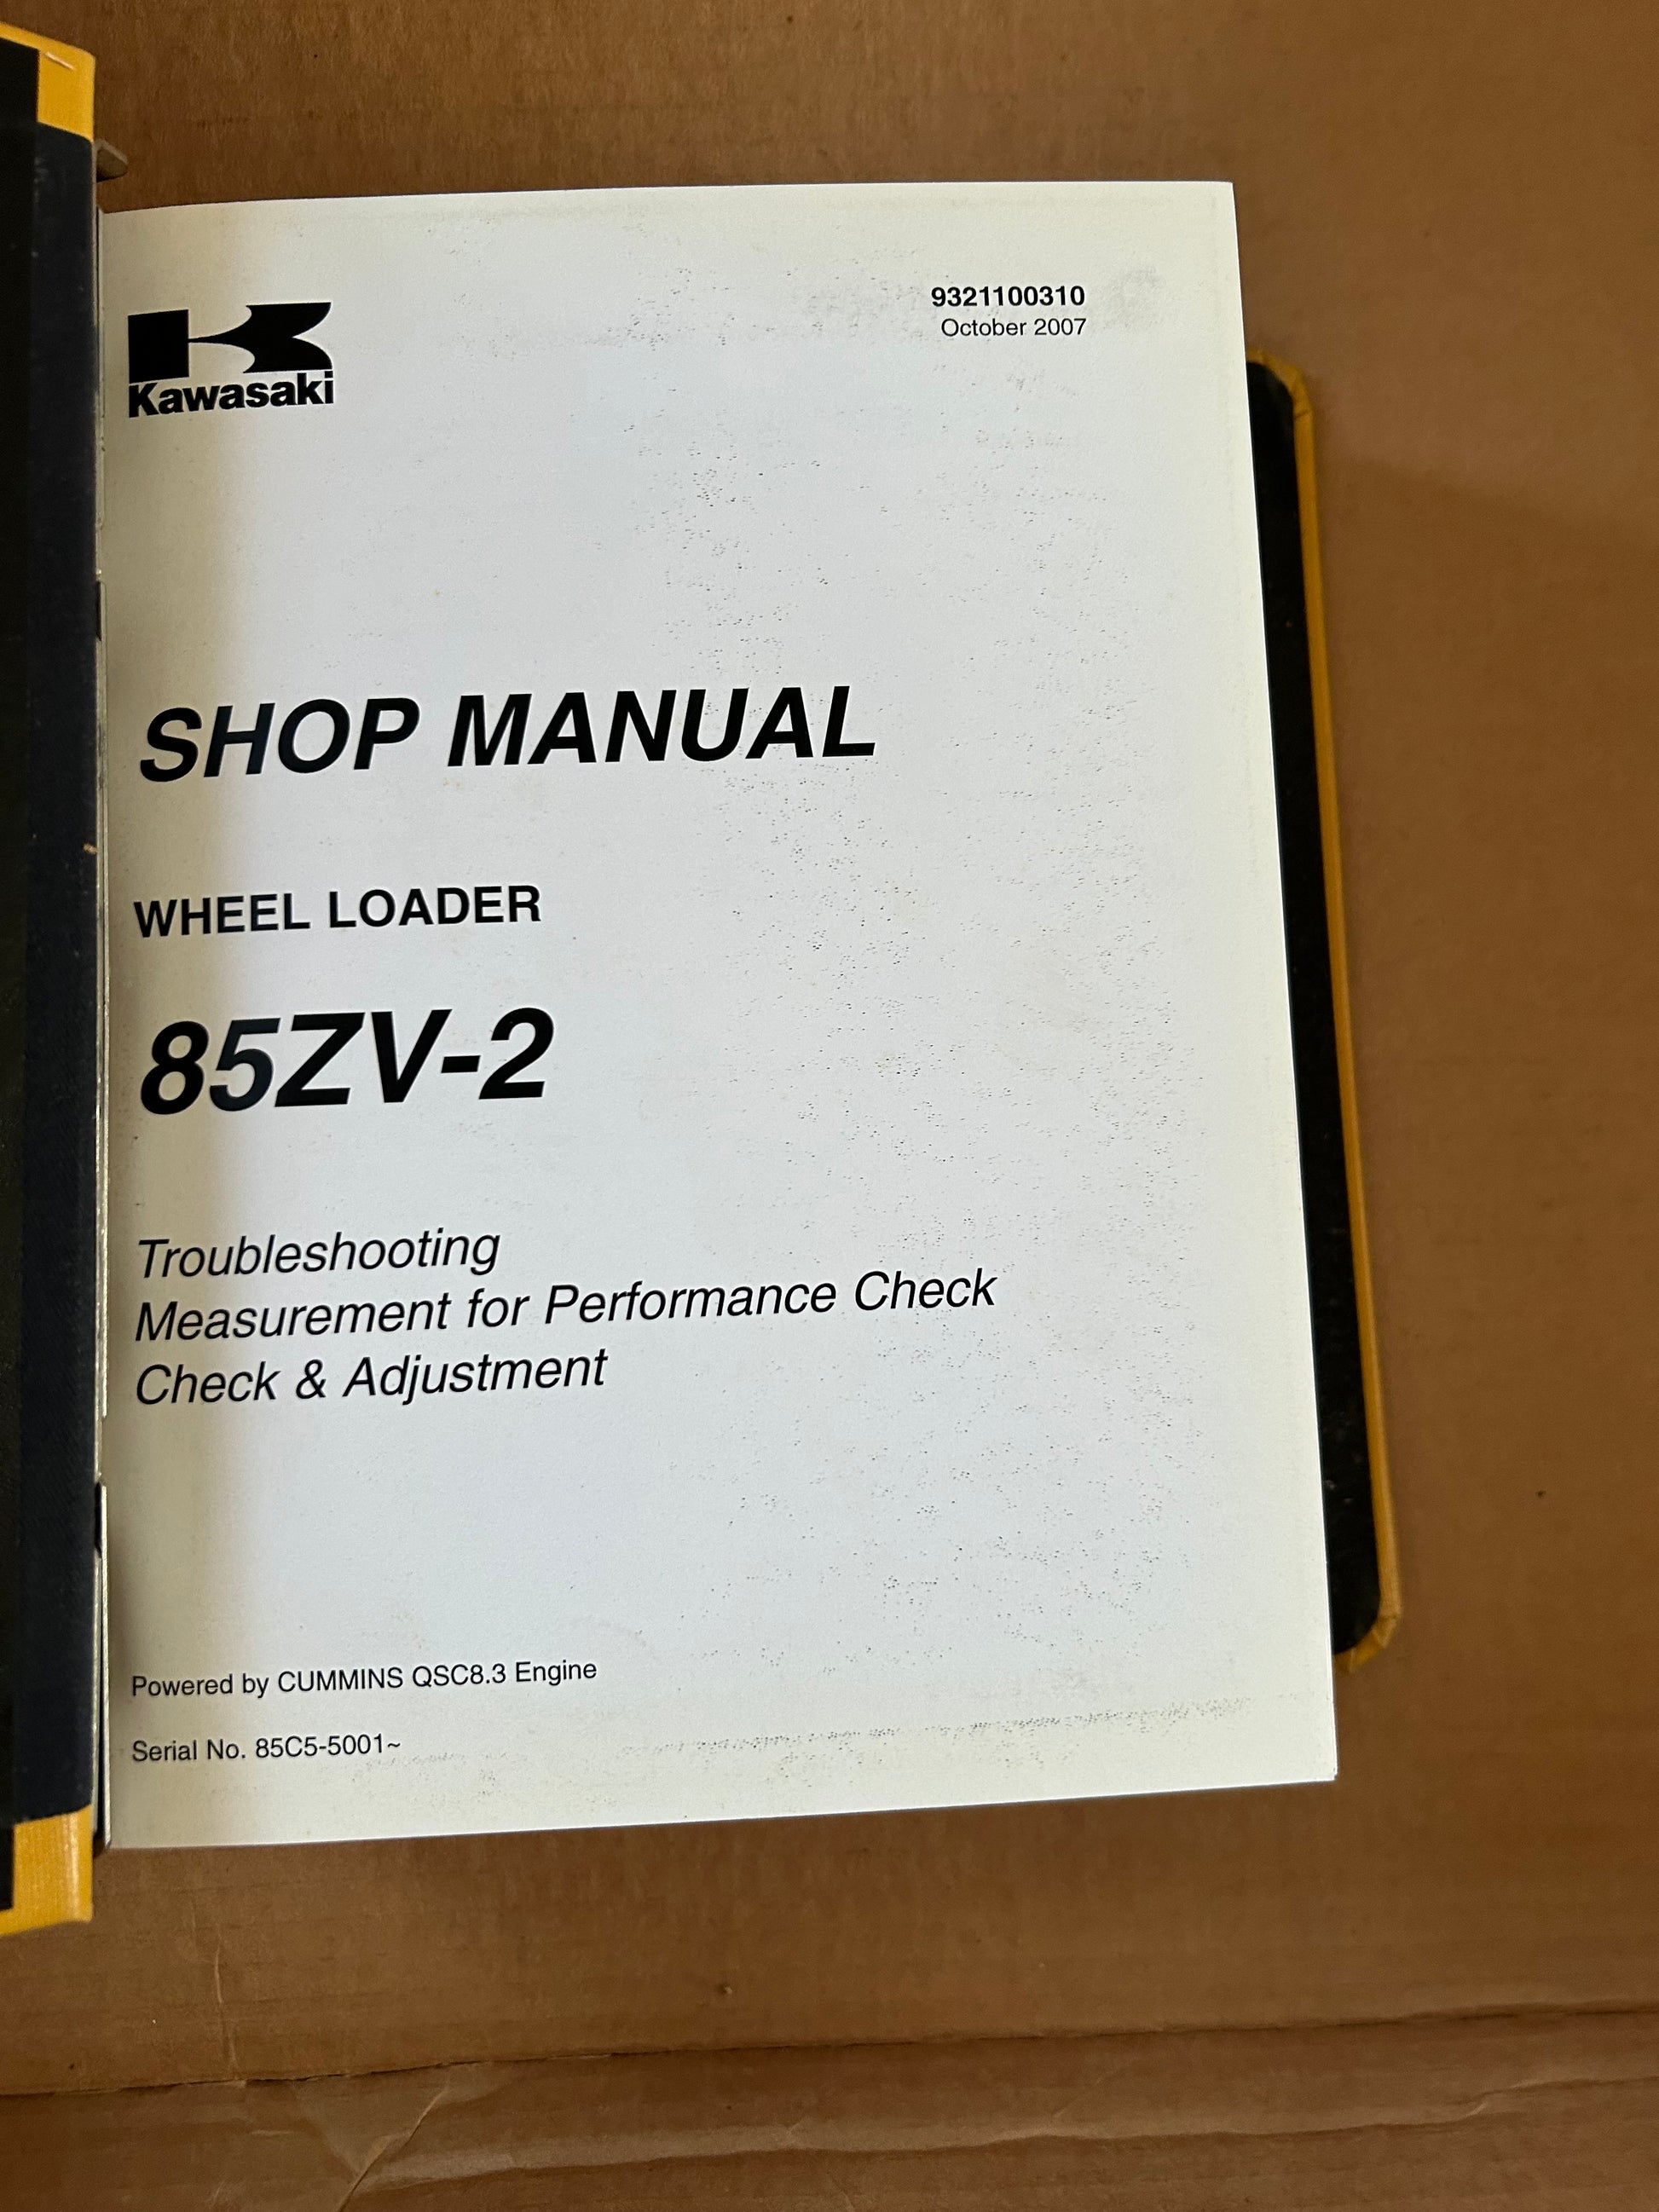 9321100310
October 2007
Kawasaki
SHOP MANUAL
WHEEL LOADER
85ZV-2
Troubleshooting
Measurement for Performance Check
Check & Adjustment
Powered by CUMMINS QSC8.3 Engine
Serial No. 85C5-5001~